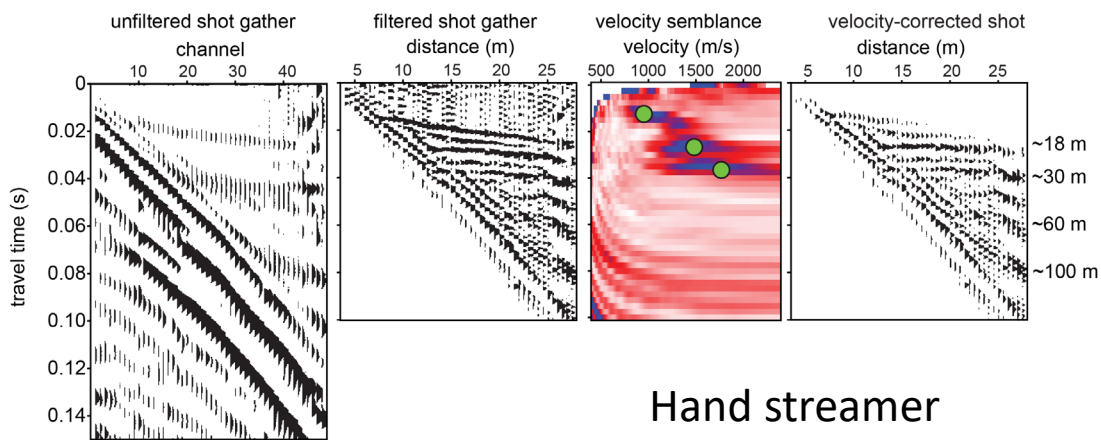 unfiltered shot gather
channel
10 20 30 40
filtered shot gather
distance (m)
5 10 15 20 25
velocity semblance
velocity (m/s)
500 1000 1500 2000
velocity-corrected shot
distance (m)
5 10 15 20 25
travel time (s)
0
0.02
0.04
0.06
0.08
0.10
0.12
0.14
~18 m
~30 m
~60 m
~100 m
Hand streamer